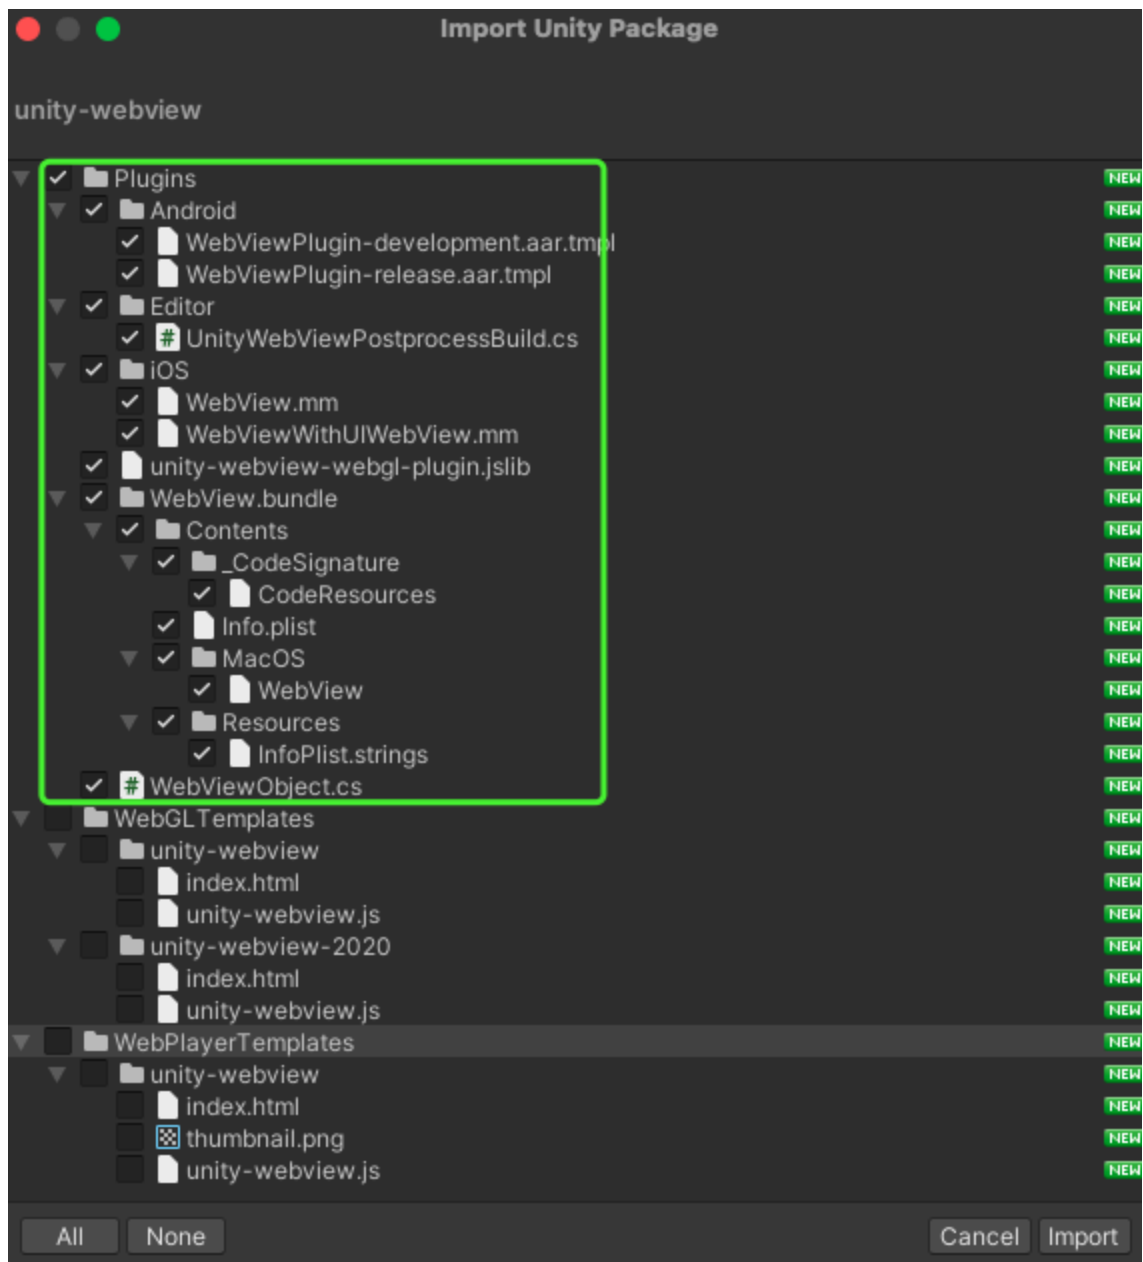 Import Unity Package
unity-webview
Plugins NEW
Android NEW
WebViewPlugin-development.aar.tmpl NEW
WebViewPlugin-release.aar.tmpl NEW
Editor NEW
# UnityWebViewPostprocessBuild.cs NEW
iOS NEW
WebView.mm NEW
WebViewWithUIWebView.mm NEW
unity-webview-webgl-plugin.jslib NEW
WebView.bundle NEW
Contents NEW
_CodeSignature NEW
CodeResources NEW
Info.plist NEW
MacOS NEW
WebView NEW
Resources NEW
InfoPlist.strings NEW
# WebViewObject.cs NEW
WebGLTemplates NEW
unity-webview NEW
index.html NEW
unity-webview.js NEW
unity-webview-2020 NEW
index.html NEW
unity-webview.js NEW
WebPlayerTemplates NEW
unity-webview NEW
index.html NEW
thumbnail.png NEW
unity-webview.js NEW
All None Cancel Import